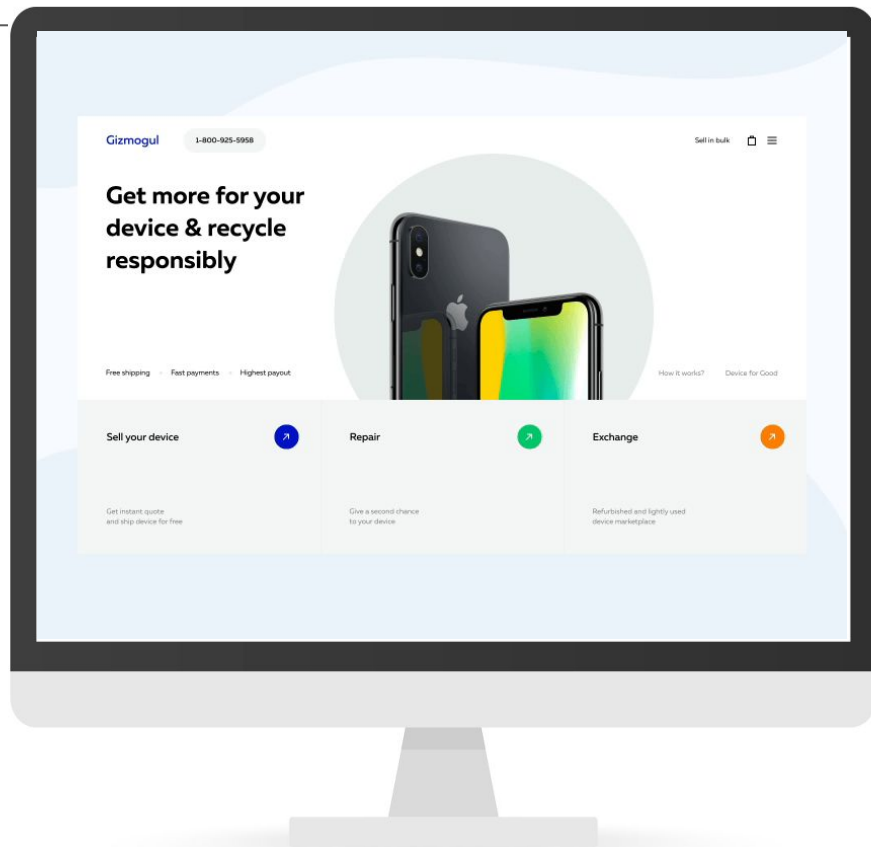 Gizmogul
1-800-925-5958
Sell in bulk
Get more for your
device & recycle
responsibly
Free shipping
Fast payments
Highest payout
How it works?
Device for Good
Sell your device
Repair
Exchange
Get instant quote
and ship device for free
Give a second chance
to your device
Refurbished and lightly used
device marketplace